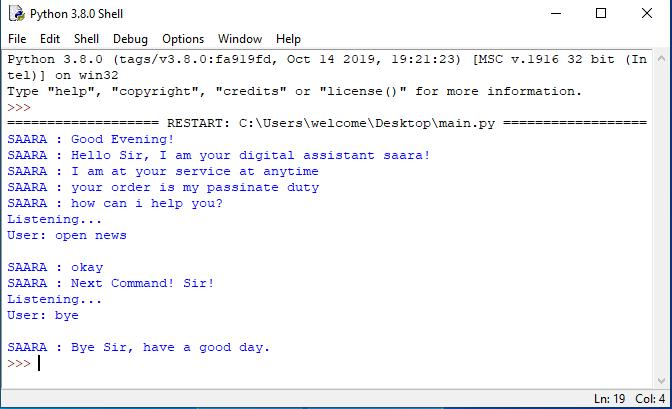 Python 3.8.0 Shell
File Edit Shell Debug Options Window Help
Python 3.8.0 (tags/v3.8.0:fa919fd, Oct 14 2019, 19:21:23) [MSC v.1916 32 bit (In
tel)] on win32
Type "help", "copyright", "credits" or "license()" for more information.
>>>
=================== RESTART: C:\Users\welcome\Desktop\main.py ==================
SAARA : Good Evening!
SAARA : Hello Sir, I am your digital assistant saara!
SAARA : I am at your service at anytime
SAARA : your order is my passinate duty
SAARA : how can i help you?
Listening...
User: open news
SAARA : okay
SAARA : Next Command! Sir!
Listening...
User: bye
SAARA : Bye Sir, have a good day.
>>>
Ln: 19 Col: 4